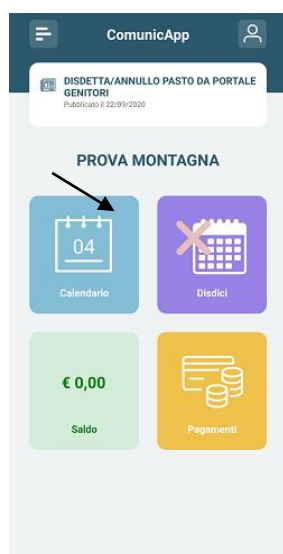 ComunicApp
DISDETTA/ANNULLO PASTO DA PORTALE
GENITORI
Pubblicato il 22/09/2020
PROVA MONTAGNA
04
Calendario
Disdici
€ 0,00
Saldo
Pagamenti